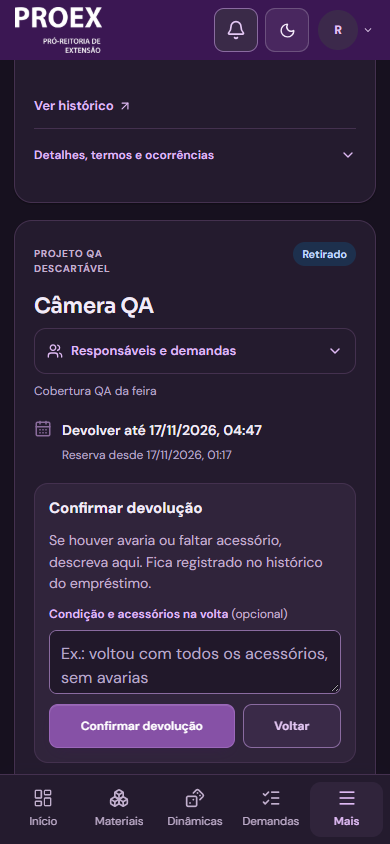 PROEX
PRÓ-REITORIA DE
EXTENSÃO
R
Ver histórico
Detalhes, termos e ocorrências
PROJETO QA
DESCARTÁVEL
Retirado
Câmera QA
Responsáveis e demandas
Cobertura QA da feira
Devolver até 17/11/2026, 04:47
Reserva desde 17/11/2026, 01:17
Confirmar devolução
Se houver avaria ou faltar acessório,
descreva aqui. Fica registrado no histórico
do empréstimo.
Condição e acessórios na volta (opcional)
Ex.: voltou com todos os acessórios,
sem avarias
Confirmar devolução
Voltar
Início
Materiais
Dinâmicas
Demandas
Mais